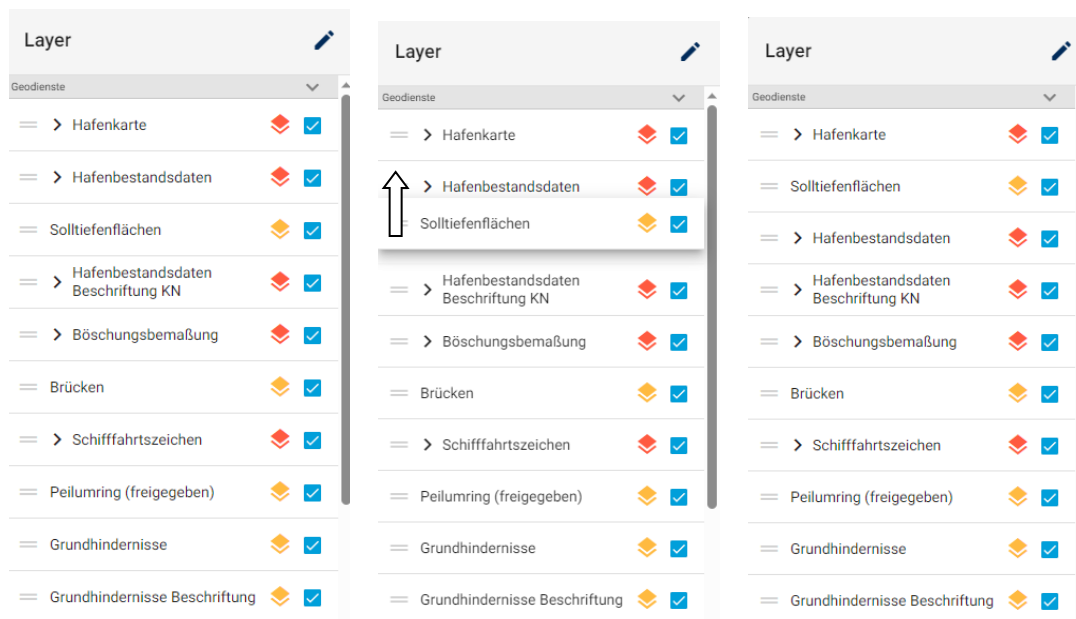 Layer
Geodienste
Hafenkarte
Hafenbestandsdaten
Solltiefenflächen
Hafenbestandsdaten
Beschriftung KN
Böschungsbemaßung
Brücken
Schifffahrtszeichen
Peilumring (freigegeben)
Grundhindernisse
Grundhindernisse Beschriftung
Layer
Geodienste
Hafenkarte
Hafenbestandsdaten
Solltiefenflächen
Hafenbestandsdaten
Beschriftung KN
Böschungsbemaßung
Brücken
Schifffahrtszeichen
Peilumring (freigegeben)
Grundhindernisse
Grundhindernisse Beschriftung
Layer
Geodienste
Hafenkarte
Solltiefenflächen
Hafenbestandsdaten
Hafenbestandsdaten
Beschriftung KN
Böschungsbemaßung
Brücken
Schifffahrtszeichen
Peilumring (freigegeben)
Grundhindernisse
Grundhindernisse Beschriftung